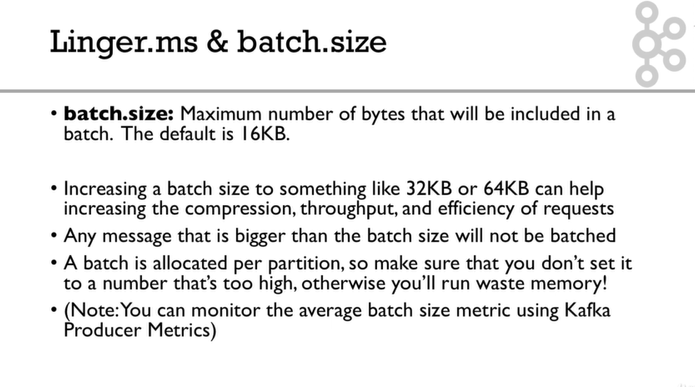 Linger.ms & batch.size
• batch.size: Maximum number of bytes that will be included in a
batch. The default is 16KB.
• Increasing a batch size to something like 32KB or 64KB can help
increasing the compression, throughput, and efficiency of requests
• Any message that is bigger than the batch size will not be batched
• A batch is allocated per partition, so make sure that you don't set it
to a number that's too high, otherwise you'll run waste memory!
• (Note: You can monitor the average batch size metric using Kafka
Producer Metrics)